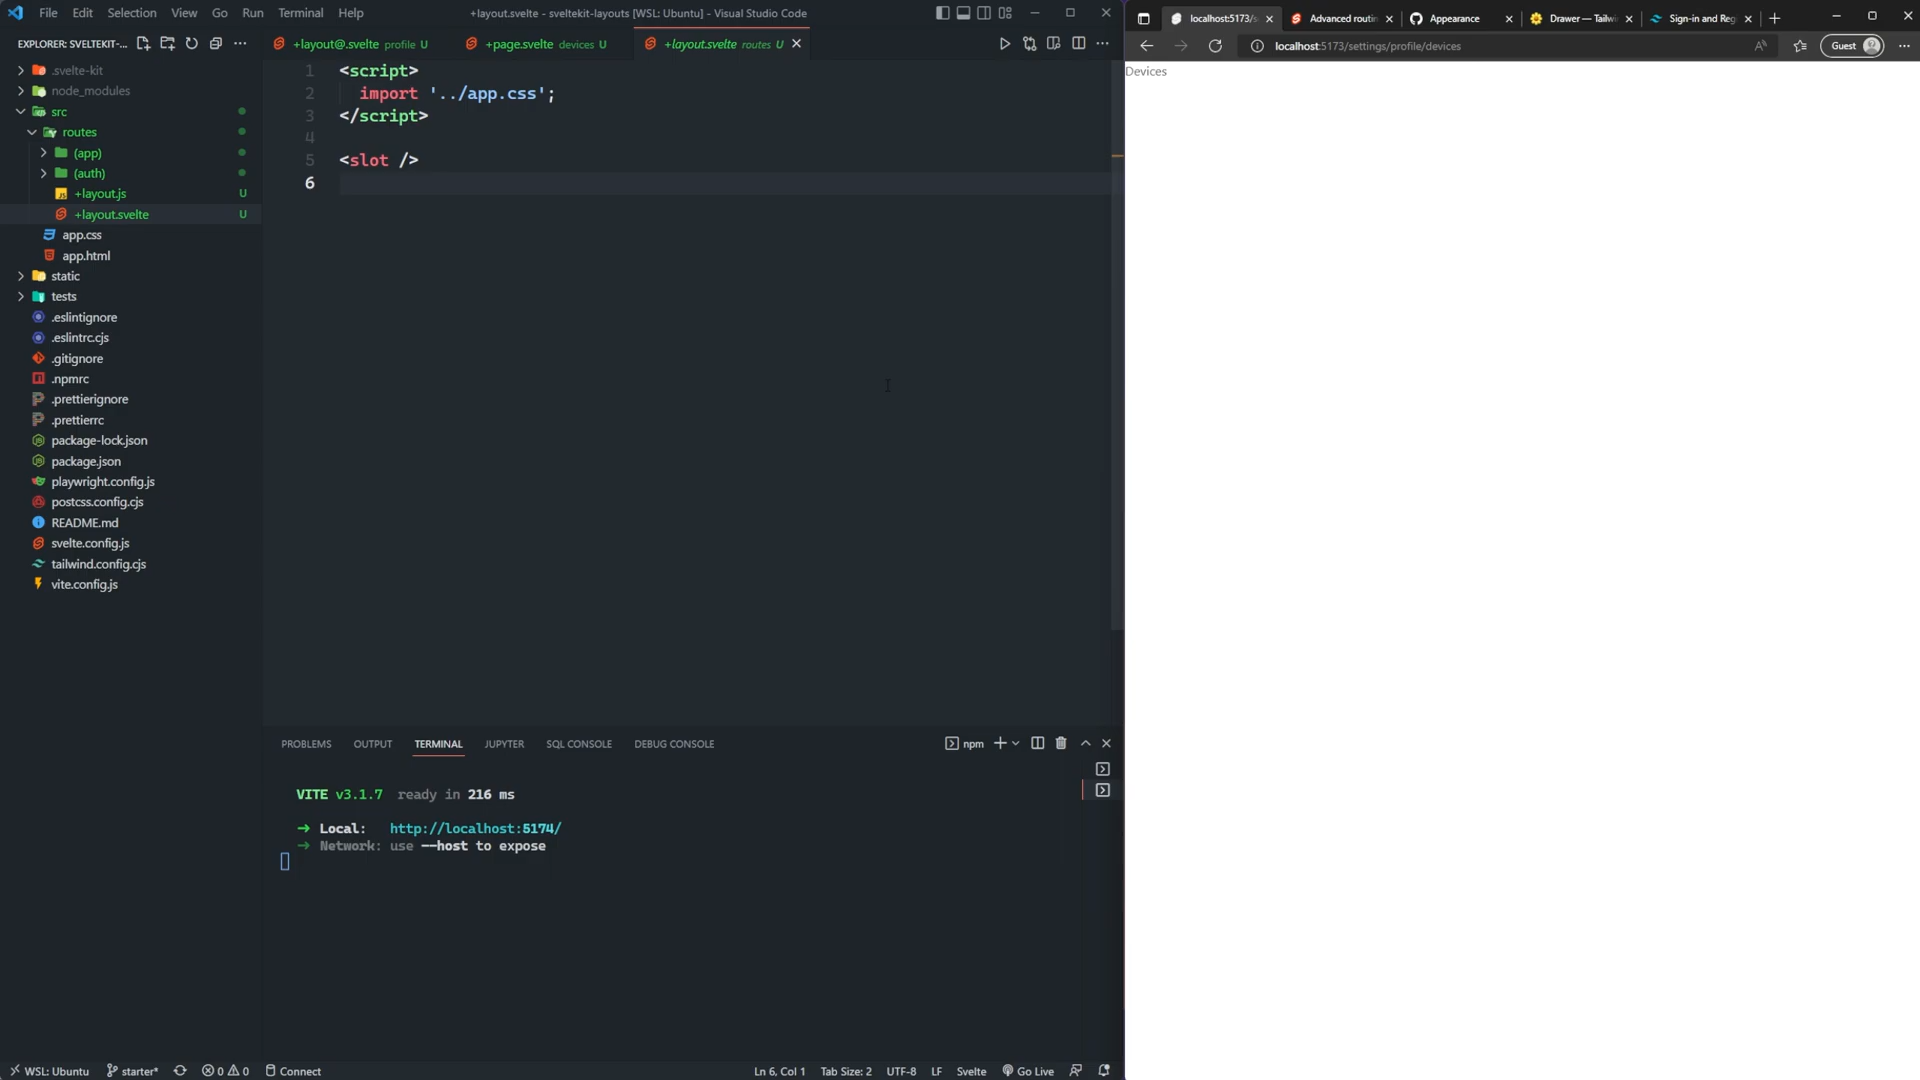 File Edit Selection View Go Run Terminal Help
+layout.svelte - sveltekit-layouts [WSL: Ubuntu] - Visual Studio Code
EXPLORER: SVELTEKIT-...
.svelte-kit
node_modules
src
routes
(app)
(auth)
+layout.js U
+layout.svelte U
app.css
app.html
static
tests
.eslintignore
.eslintrc.cjs
.gitignore
.npmrc
.prettierignore
.prettierrc
package-lock.json
package.json
playwright.config.js
postcss.config.cjs
README.md
svelte.config.js
tailwind.config.cjs
vite.config.js
+layout@.svelte profile U
+page.svelte devices U
+layout.svelte routes U
1 <script>
2 import '../app.css';
3 </script>
4
5 <slot />
6
PROBLEMS OUTPUT TERMINAL JUPYTER SQL CONSOLE DEBUG CONSOLE
npm
VITE v3.1.7 ready in 216 ms
➜ Local: http://localhost:5174/
➜ Network: use --host to expose
WSL: Ubuntu starter* 0 0 Connect
Ln 6, Col 1 Tab Size: 2 UTF-8 LF Svelte Go Live
localhost:5173/s
Advanced routin
Appearance
Drawer — Tailw
Sign-in and Reg
localhost:5173/settings/profile/devices
Guest
Devices